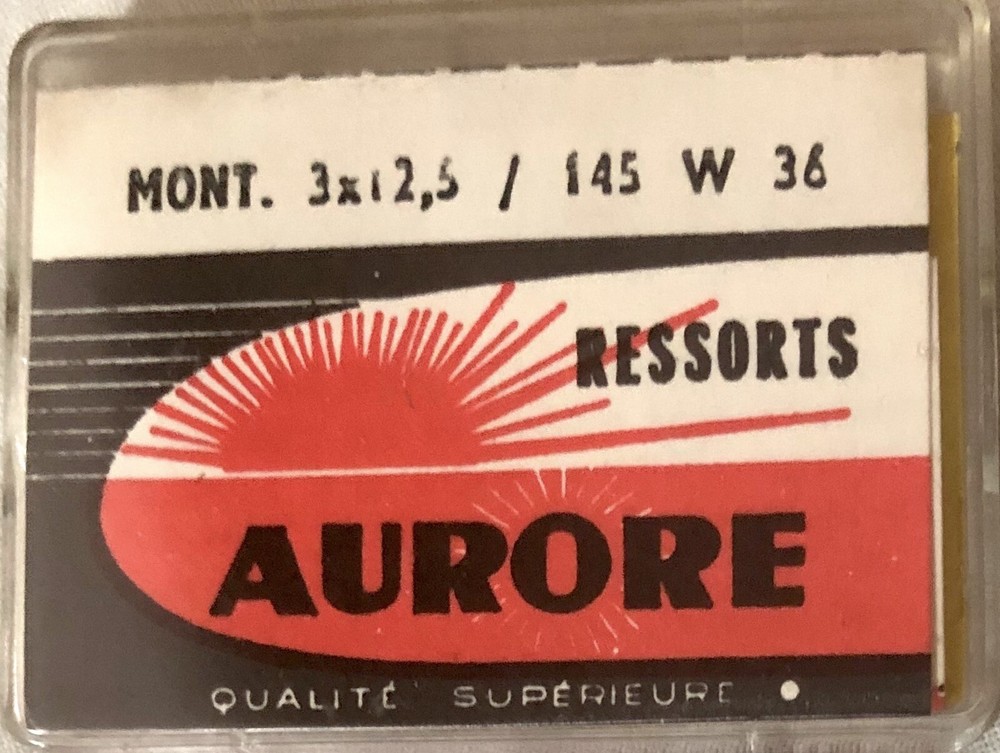 MONT. 3x12,5 / 145 W 36
RESSORTS
AURORE
QUALITÉ SUPÉRIEURE